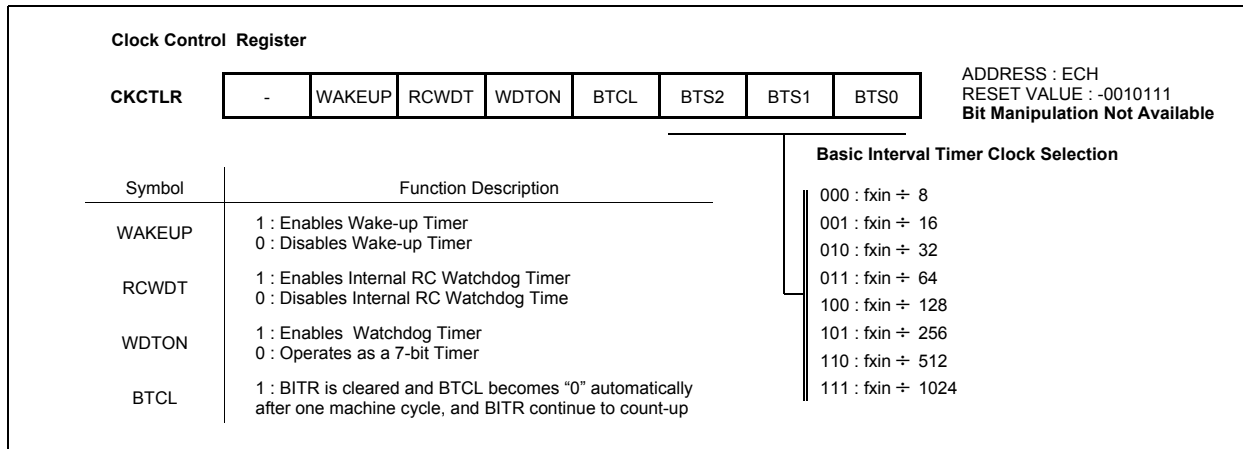 Clock Control Register
CKCTLR - WAKEUP RCWDT WDTON BTCL BTS2 BTS1 BTS0
ADDRESS : ECH
RESET VALUE : -0010111
Bit Manipulation Not Available
Basic Interval Timer Clock Selection
000 : fxin ÷ 8
001 : fxin ÷ 16
010 : fxin ÷ 32
011 : fxin ÷ 64
100 : fxin ÷ 128
101 : fxin ÷ 256
110 : fxin ÷ 512
111 : fxin ÷ 1024
Symbol Function Description
WAKEUP
1 : Enables Wake-up Timer
0 : Disables Wake-up Timer
RCWDT
1 : Enables Internal RC Watchdog Timer
0 : Disables Internal RC Watchdog Time
WDTON
1 : Enables Watchdog Timer
0 : Operates as a 7-bit Timer
BTCL
1 : BITR is cleared and BTCL becomes “0” automatically
after one machine cycle, and BITR continue to count-up